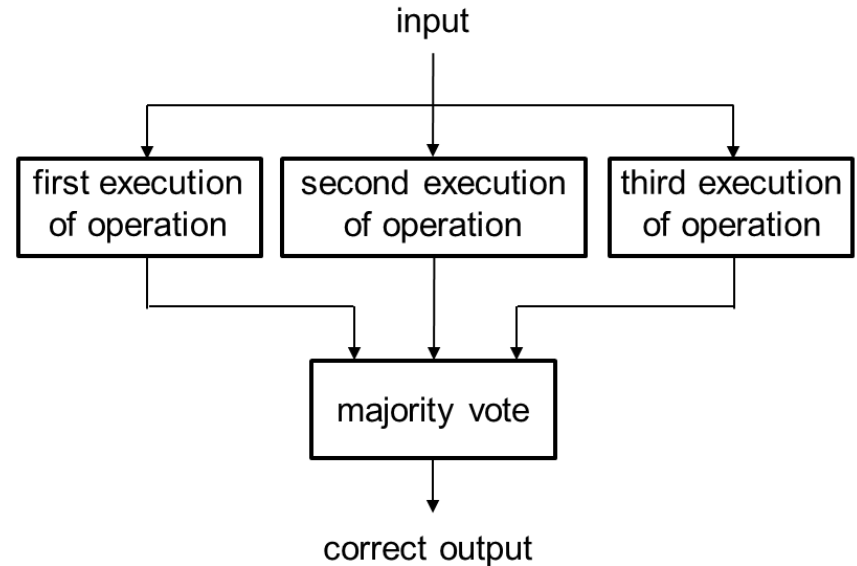 input
first execution
of operation
second execution
of operation
third execution
of operation
majority vote
correct output